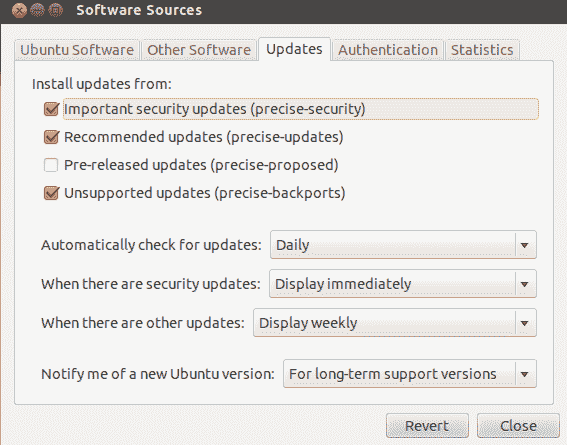 Software Sources
Ubuntu Software Other Software Updates Authentication Statistics
Install updates from:
Important security updates (precise-security)
Recommended updates (precise-updates)
Pre-released updates (precise-proposed)
Unsupported updates (precise-backports)
Automatically check for updates: Daily
When there are security updates: Display immediately
When there are other updates: Display weekly
Notify me of a new Ubuntu version: For long-term support versions
Revert Close